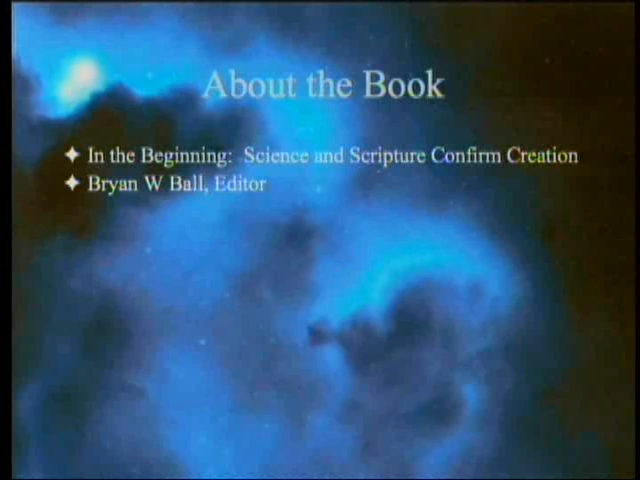 About the Book
In the Beginning: Science and Scripture Confirm Creation
Bryan W Ball, Editor